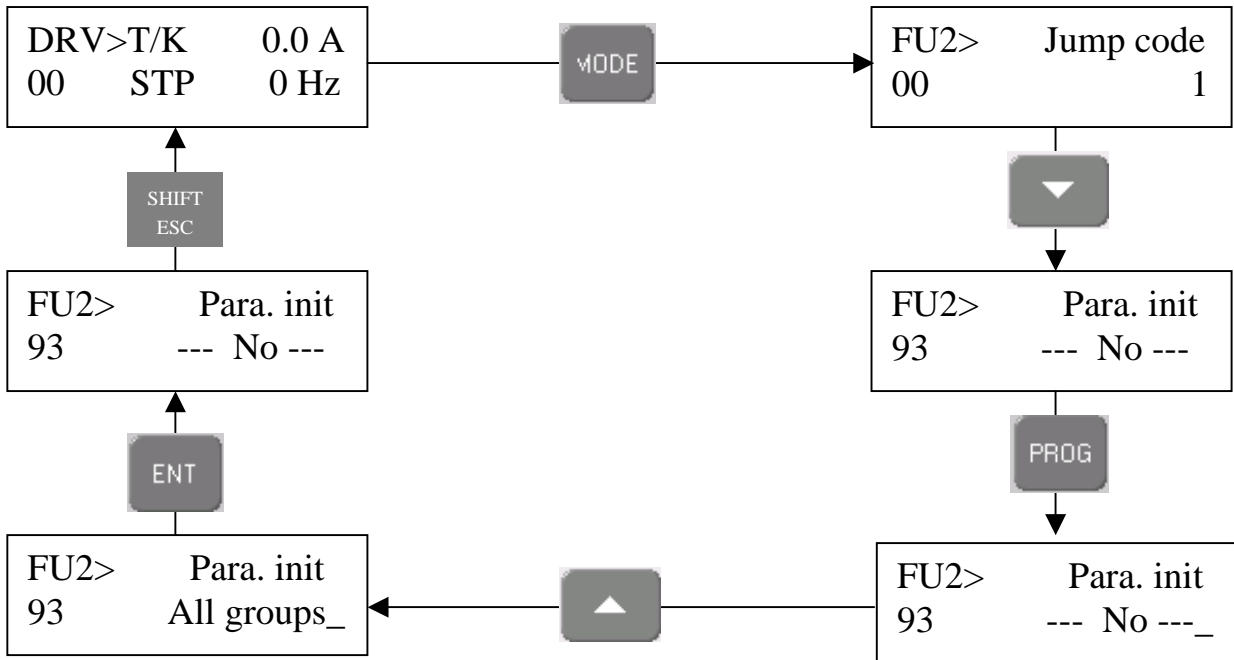 DRV>T/K 0.0 A
00 STP 0 Hz
MODE
FU2> Jump code
00 1
SHIFT
ESC
FU2> Para. init
93 --- No ---
FU2> Para. init
93 --- No ---
ENT
PROG
FU2> Para. init
93 All groups_
FU2> Para. init
93 --- No ---_